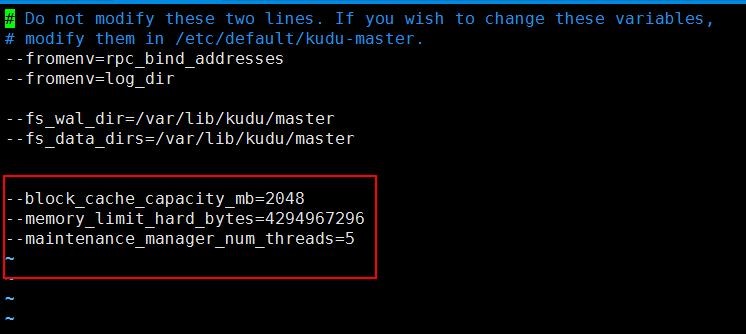 # Do not modify these two lines. If you wish to change these variables,
# modify them in /etc/default/kudu-master.
--fromenv=rpc_bind_addresses
--fromenv=log_dir
--fs_wal_dir=/var/lib/kudu/master
--fs_data_dirs=/var/lib/kudu/master
--block_cache_capacity_mb=2048
--memory_limit_hard_bytes=4294967296
--maintenance_manager_num_threads=5
~
~
~
~